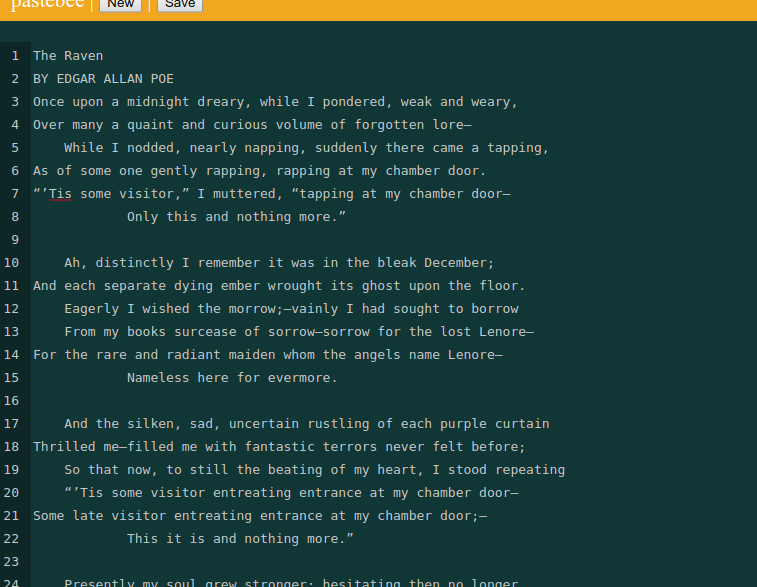 pastebee | New | Save
1 The Raven
2 BY EDGAR ALLAN POE
3 Once upon a midnight dreary, while I pondered, weak and weary,
4 Over many a quaint and curious volume of forgotten lore—
5     While I nodded, nearly napping, suddenly there came a tapping,
6 As of some one gently rapping, rapping at my chamber door.
7 “’Tis some visitor,” I muttered, “tapping at my chamber door—
8             Only this and nothing more.”
9
10     Ah, distinctly I remember it was in the bleak December;
11 And each separate dying ember wrought its ghost upon the floor.
12     Eagerly I wished the morrow;—vainly I had sought to borrow
13     From my books surcease of sorrow—sorrow for the lost Lenore—
14 For the rare and radiant maiden whom the angels name Lenore—
15             Nameless here for evermore.
16
17     And the silken, sad, uncertain rustling of each purple curtain
18 Thrilled me—filled me with fantastic terrors never felt before;
19     So that now, to still the beating of my heart, I stood repeating
20     “’Tis some visitor entreating entrance at my chamber door—
21 Some late visitor entreating entrance at my chamber door;—
22             This it is and nothing more.”
23
24     Presently my soul grew stronger; hesitating then no longer,